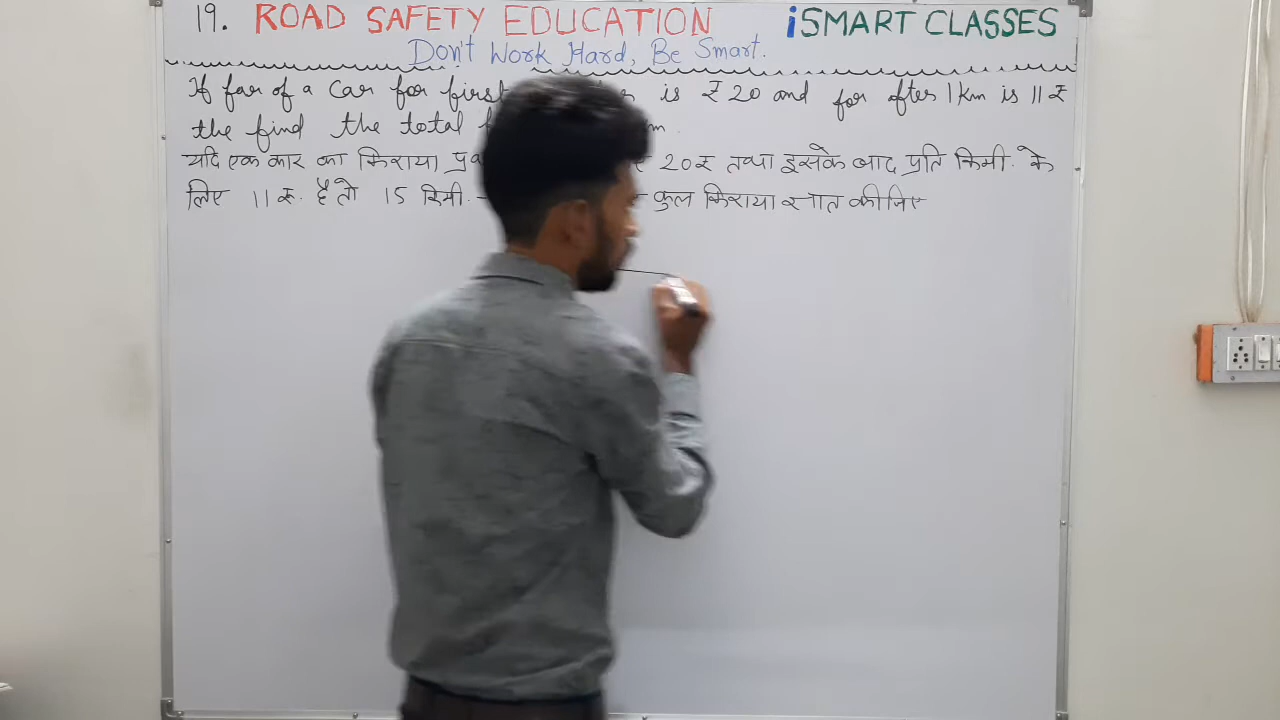 19. ROAD SAFETY EDUCATION iSMART CLASSES
Don't Work Hard, Be Smart.
If far of a car for first is ₹ 20 and for after 1 km is 11 ₹
the find the total
यदि एक कार का किराया 20 रु तथा इसके बाद प्रति किमी. के
लिए 11 रु. है तो 15 किमी. कुल किराया ज्ञात कीजिए